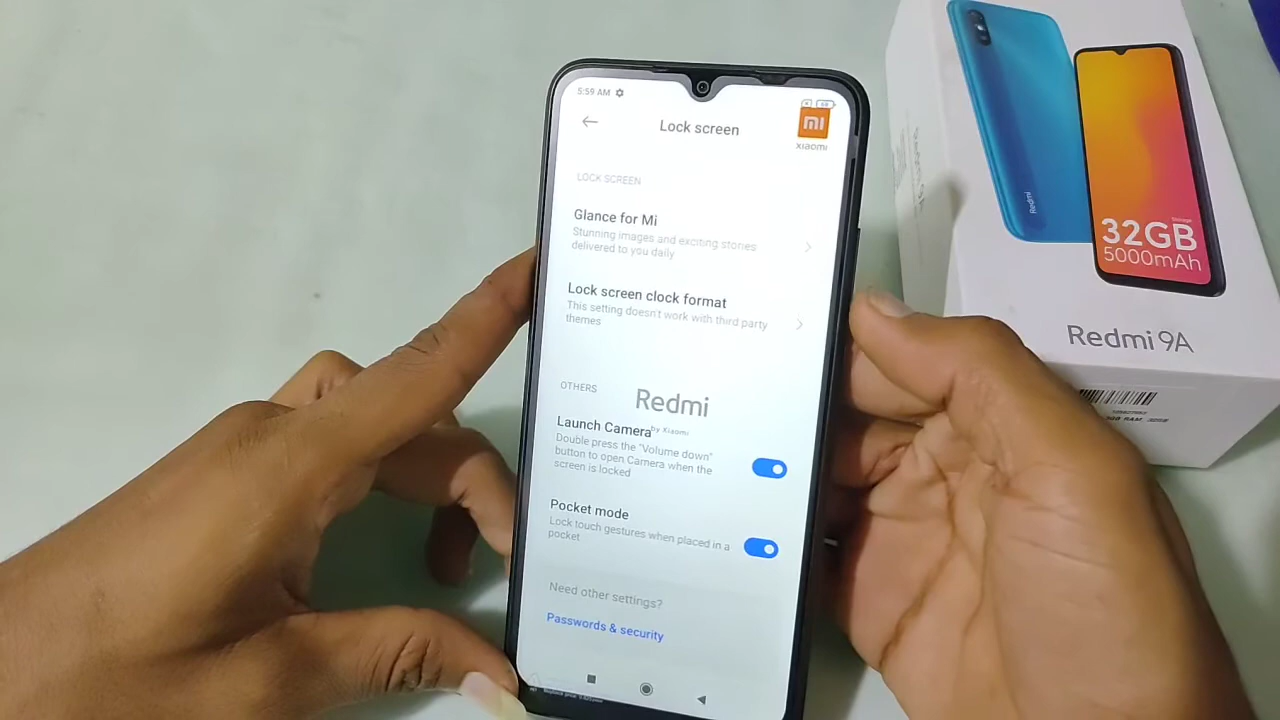 5:59 AM
Lock screen
mi
xiaomi
LOCK SCREEN
Glance for Mi
Stunning images and exciting stories
delivered to you daily
Lock screen clock format
This setting doesn't work with third party
themes
OTHERS
Redmi
by Xiaomi
Launch Camera
Double press the "Volume down"
button to open Camera when the
screen is locked
Pocket mode
Lock touch gestures when placed in a
pocket
Need other settings?
Passwords & security
Redmi
Storage
32GB
5000mAh
Redmi 9A